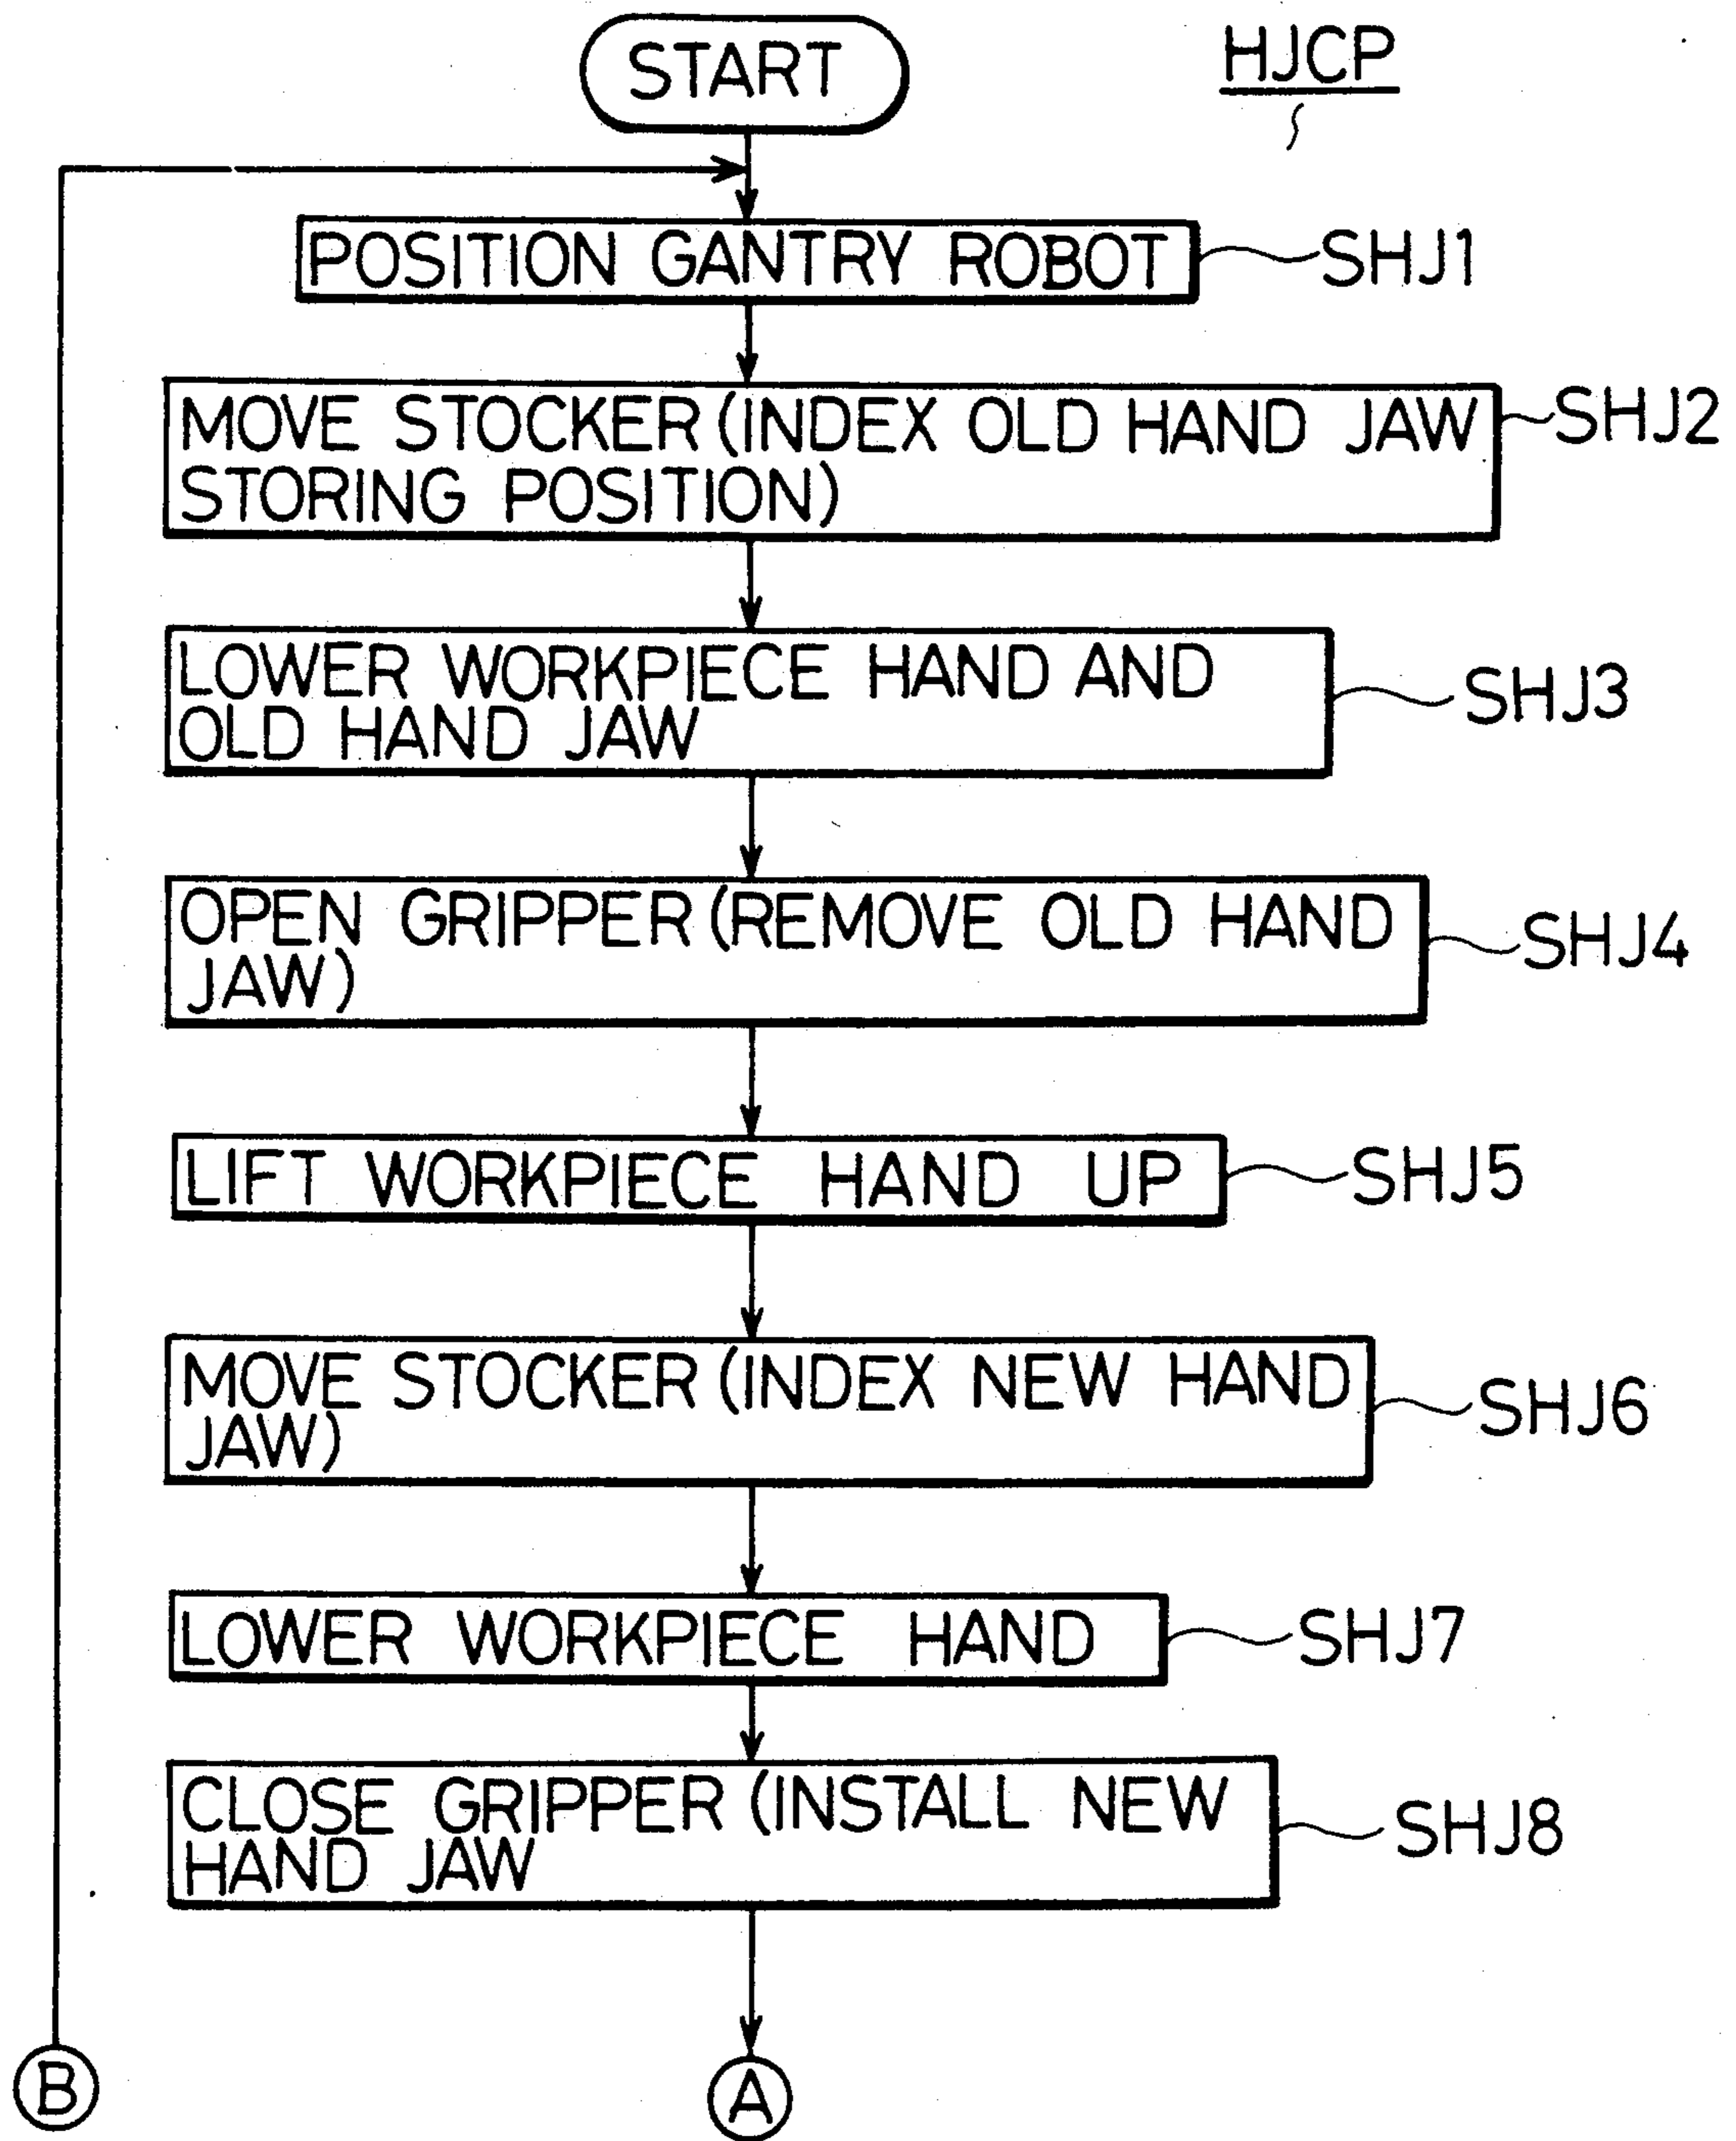 START
HJCP
POSITION GANTRY ROBOT
SHJ1
MOVE STOCKER (INDEX OLD HAND JAW
STORING POSITION)
SHJ2
LOWER WORKPIECE HAND AND
OLD HAND JAW
SHJ3
OPEN GRIPPER (REMOVE OLD HAND
JAW)
SHJ4
LIFT WORKPIECE HAND UP
SHJ5
MOVE STOCKER (INDEX NEW HAND
JAW)
SHJ6
LOWER WORKPIECE HAND
SHJ7
CLOSE GRIPPER (INSTALL NEW
HAND JAW
SHJ8
B
A